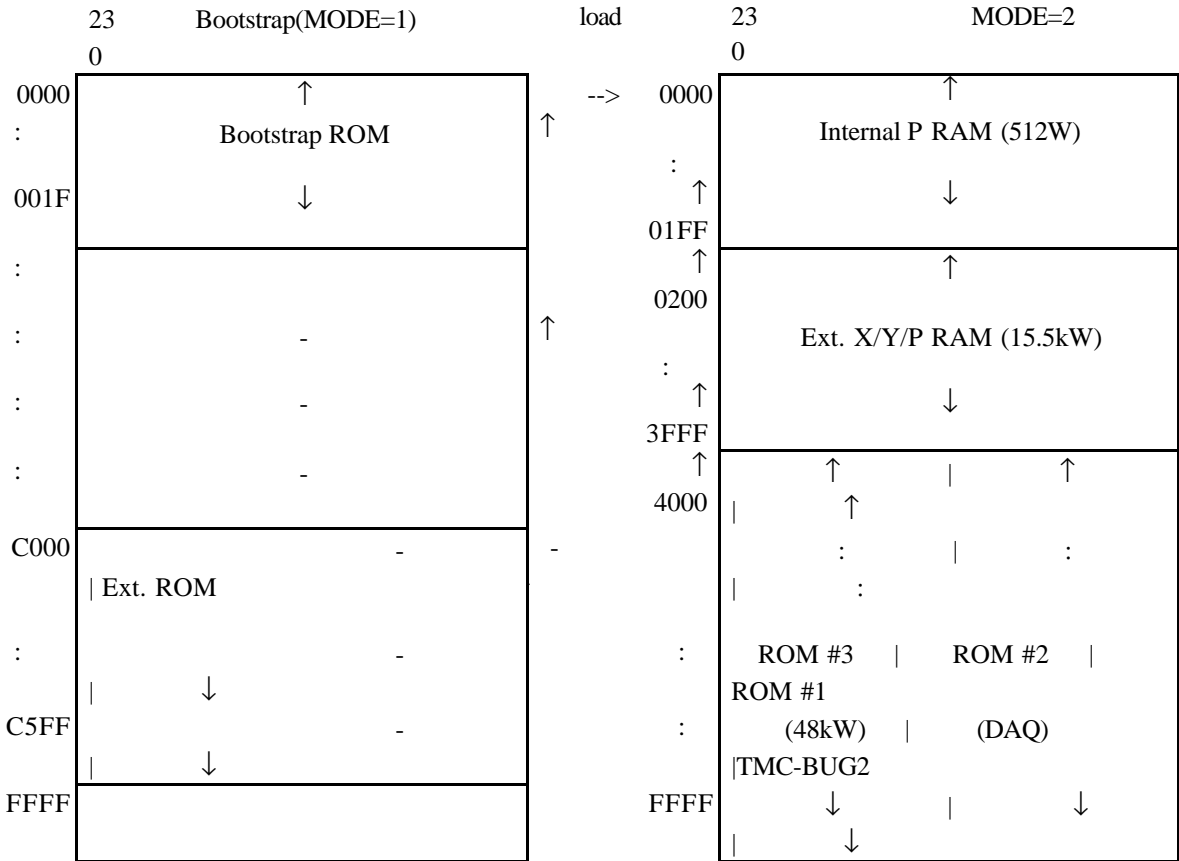 23 Bootstrap(MODE=1) load 23 MODE=2
0 0
0000 ↑ --> 0000 ↑
: Bootstrap ROM ↑ Internal P RAM (512W)
:
001F ↓ ↑ ↓
01FF
: ↑ ↑
0200
: - ↑ Ext. X/Y/P RAM (15.5kW)
:
: - ↑ ↓
3FFF
: - ↑ ↑ | ↑
4000 | ↑
C000 - - : | :
| Ext. ROM | :
: - : ROM #3 | ROM #2 |
| ↓ ROM #1
C5FF - : (48kW) | (DAQ)
| ↓ |TMC-BUG2
FFFF FFFF ↓ | ↓
| ↓